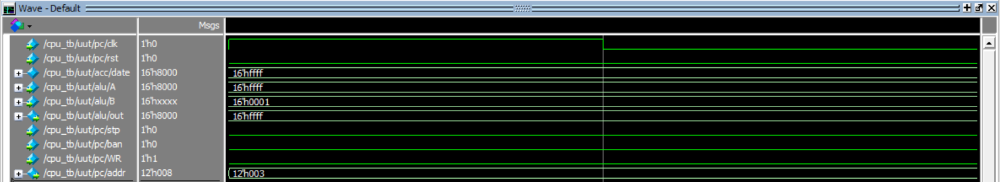 Wave - Default
Msgs
/cpu_tb/uut/pc/clk 1'h0
/cpu_tb/uut/pc/rst 1'h0
/cpu_tb/uut/acc/date 16'h8000 16'hffff
/cpu_tb/uut/alu/A 16'h8000 16'hffff
/cpu_tb/uut/alu/B 16'hxxxx 16'h0001
/cpu_tb/uut/alu/out 16'h8000 16'hffff
/cpu_tb/uut/pc/stp 1'h0
/cpu_tb/uut/pc/ban 1'h0
/cpu_tb/uut/pc/WR 1'h1
/cpu_tb/uut/pc/addr 12'h008 12'h003